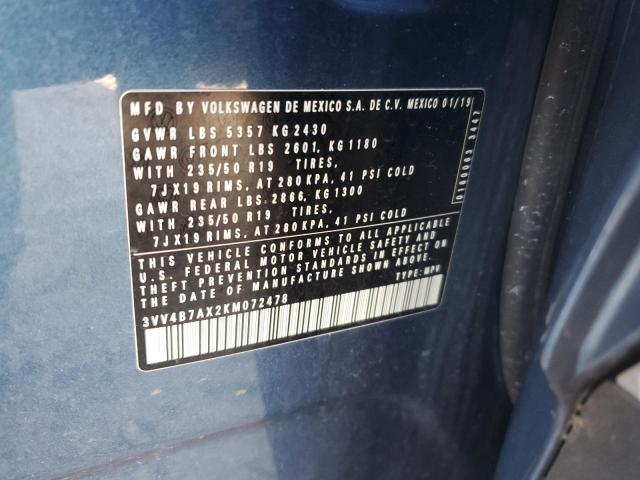 MFD BY VOLKSWAGEN DE MEXICO S.A. DE C.V. MEXICO 01/19
GVWR LBS 5357 KG 2430
GAWR FRONT LBS 2601, KG 1180
WITH 235/50 R19 TIRES,
7JX19 RIMS, AT 280 KPA, 41 PSI COLD
GAWR REAR LBS. 2866, KG 1300
WITH 235/50 R19 TIRES,
7JX19 RIMS, AT 280 KPA, 41 PSI COLD
THIS VEHICLE CONFORMS TO ALL APPLICABLE
U.S. FEDERAL MOTOR VEHICLE SAFETY AND
THEFT PREVENTION STANDARDS IN EFFECT ON
THE DATE OF MANUFACTURE SHOWN ABOVE.
TYPE: MPV
3VV4B7AX2KM072478
0100083 3447